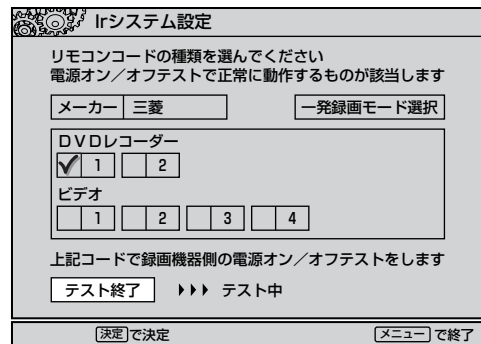 Irシステム設定
リモコンコードの種類を選んでください
電源オン／オフテストで正常に動作するものが該当します
メーカー 三菱 一発録画モード選択
ＤＶＤレコーダー
1 2
ビデオ
1 2 3 4
上記コードで録画機器側の電源オン／オフテストをします
テスト終了 テスト中
決定 で決定 メニュー で終了